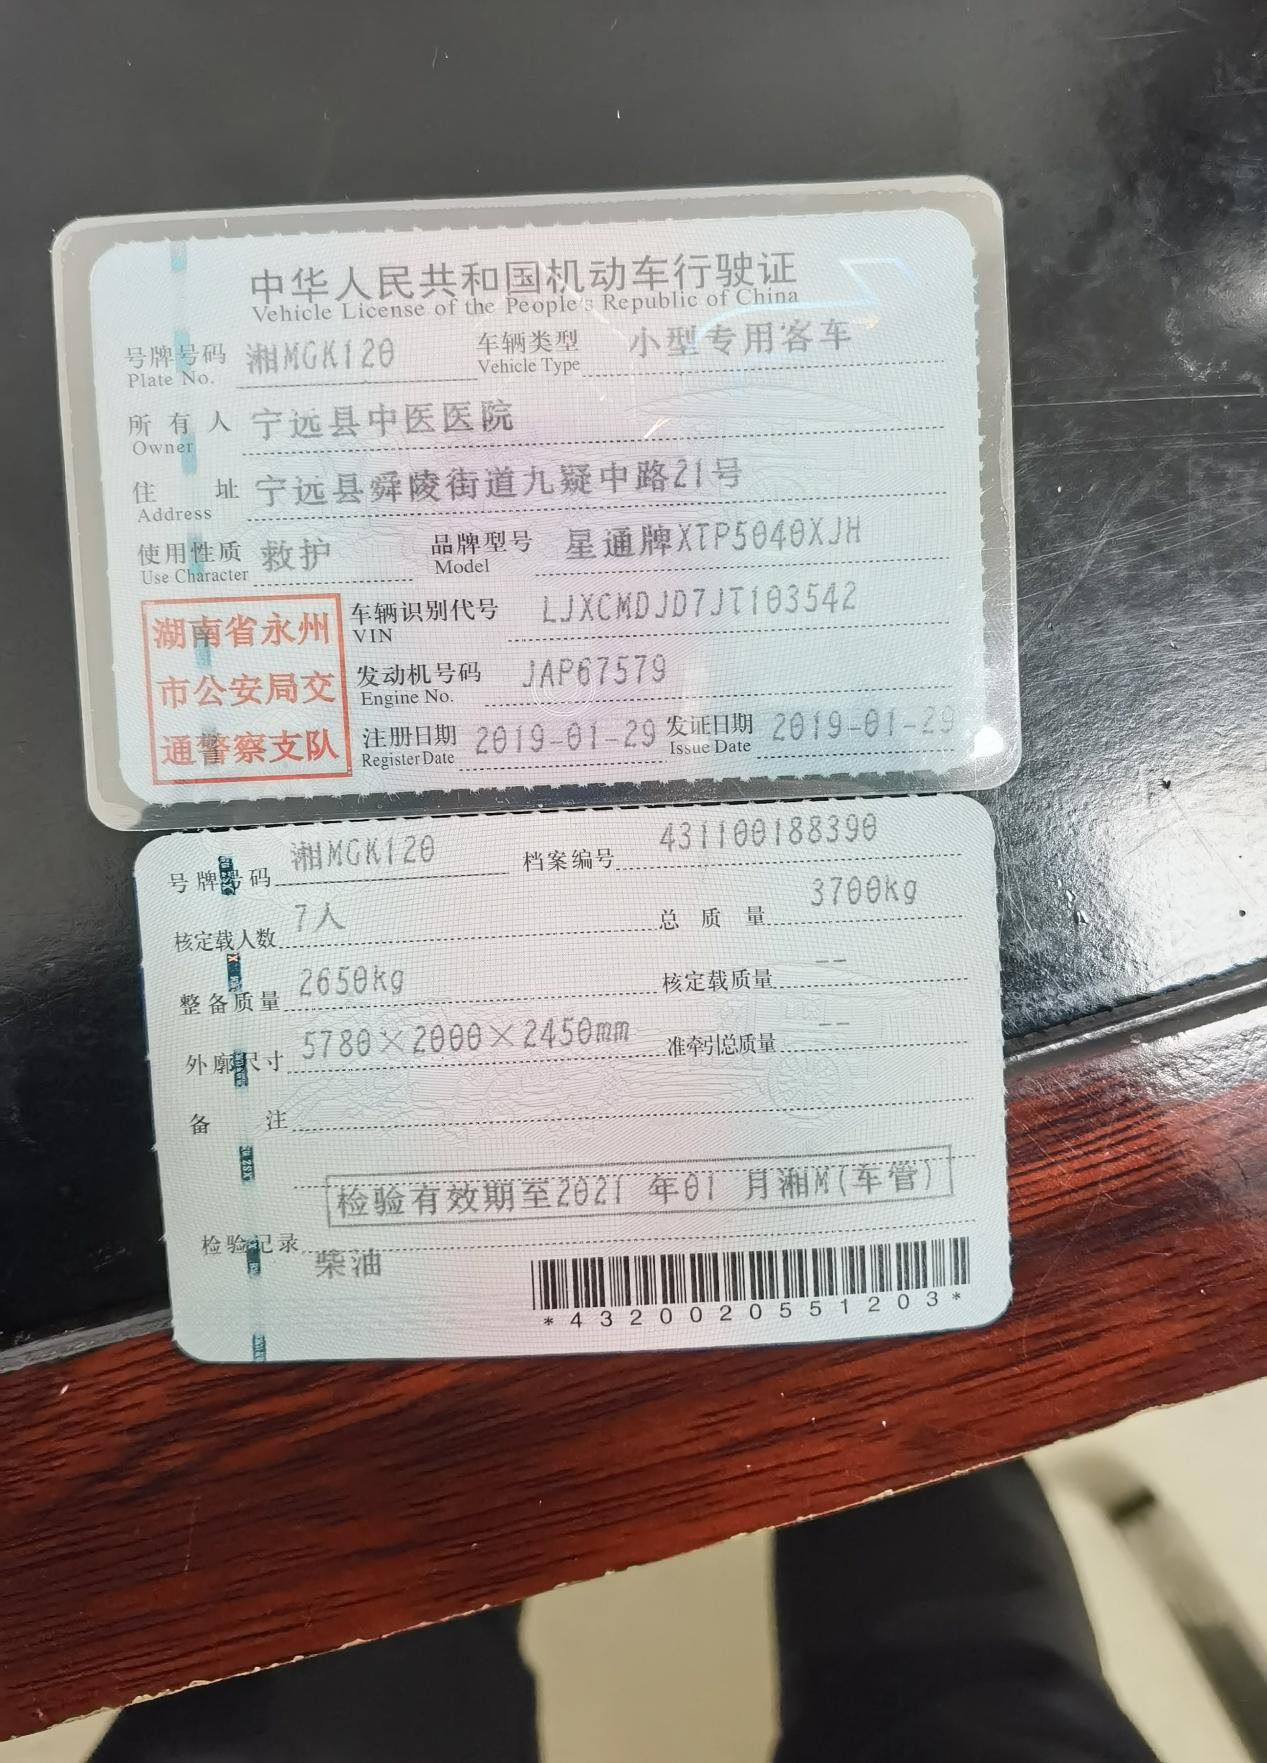 中华人民共和国机动车行驶证
Vehicle License of the People's Republic of China
号牌号码 湘MGK120 车辆类型 小型专用客车
Plate No. Vehicle Type
所有人 宁远县中医医院
Owner
住址 宁远县舜陵街道九疑中路21号
Address
使用性质 救护 品牌型号 星通牌XTP5040XJH
Use Character Model
湖南省永州
市公安局交
通警察支队
车辆识别代号 LJXCMDJD7JT103542
VIN
发动机号码 JAP67579
Engine No.
注册日期 2019-01-29 发证日期 2019-01-29
Register Date Issue Date
号牌号码 湘MGK120 档案编号 431100188390
核定载人数 7人 总质量 3700kg
整备质量 2650kg 核定载质量 --
外廓尺寸 5780×2000×2450mm 准牵引总质量 --
备注
检验有效期至2021 年01 月湘M(车管)
检验记录
柴油
*4320020551203*